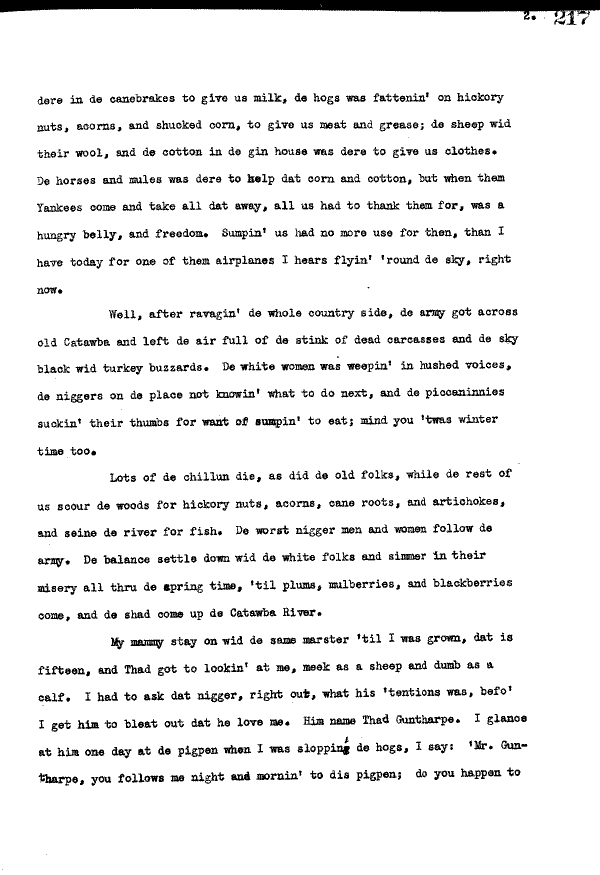 2. 217
dere in de canebrakes to give us milk, de hogs was fattenin' on hickory
nuts, acorns, and shucked corn, to give us meat and grease; de sheep wid
their wool, and de cotton in de gin house was dere to give us clothes.
De horses and mules was dere to help dat corn and cotton, but when them
Yankees come and take all dat away, all us had to thank them for, was a
hungry belly, and freedom. Sumpin' us had no more use for then, than I
have today for one of them airplanes I hears flyin' 'round de sky, right
now.
Well, after ravagin' de whole country side, de army got across
old Catawba and left de air full of de stink of dead carcasses and de sky
black wid turkey buzzards. De white women was weepin' in hushed voices,
de niggers on de place not knowin' what to do next, and de piccaninnies
suckin' their thumbs for want of sumpin' to eat; mind you 'twas winter
time too.
Lots of de chillun die, as did de old folks, while de rest of
us scour de woods for hickory nuts, acorns, cane roots, and artichokes,
and seine de river for fish. De worst nigger men and women follow de
army. De balance settle down wid de white folks and simmer in their
misery all thru de spring time, 'til plums, mulberries, and blackberries
come, and de shad come up de Catawba River.
My mammy stay on wid de same marster 'til I was grown, dat is
fifteen, and Thad got to lookin' at me, meek as a sheep and dumb as a
calf. I had to ask dat nigger, right out, what his 'tentions was, befo'
I get him to bleat out dat he love me. Him name Thad Guntharpe. I glance
at him one day at de pigpen when I was sloppin' de hogs, I say: 'Mr. Gun-
tharpe, you follows me night and mornin' to dis pigpen; do you happen to